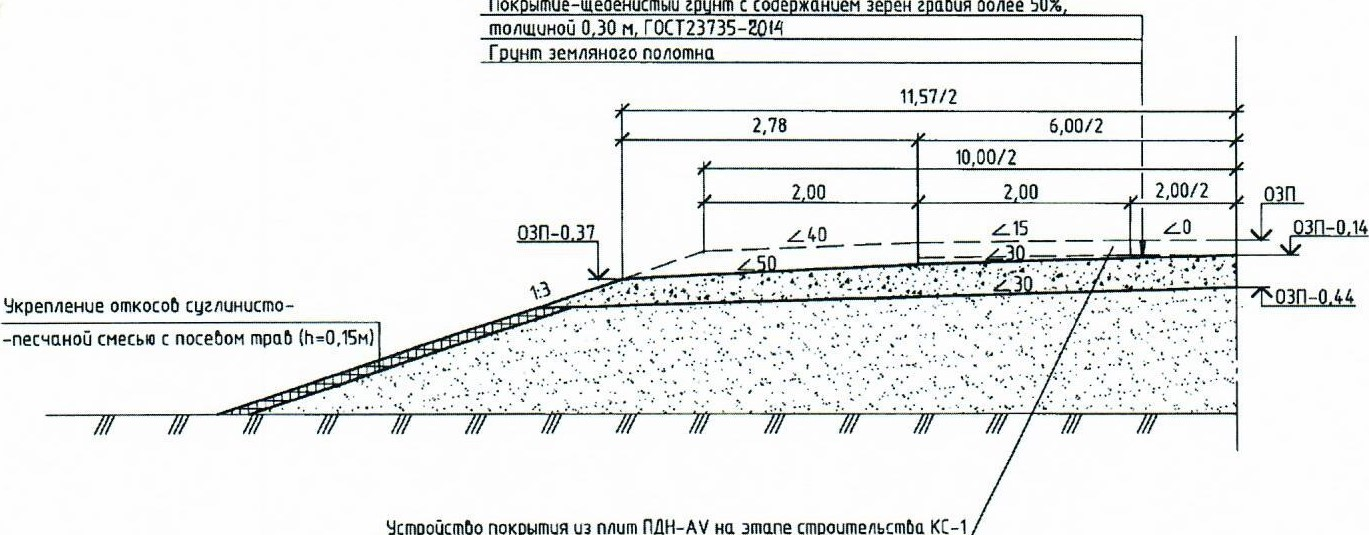 Покрытие-щебенистый грунт с содержанием зерен гравия более 50%,
толщиной 0,30 м, ГОСТ23735-2014
Грунт земляного полотна
11,57/2
2,78 6,00/2
10,00/2
2,00 2,00 2,00/2 ОЗП
ОЗП-0,37 ∠40 ∠15 ∠0 ОЗП-0,14
∠50 ∠30
1:3 ∠30 ОЗП-0,44
Укрепление откосов суглинисто-
-песчаной смесью с посевом трав (h=0,15м)
Устройство покрытия из плит ПДН-АV на этапе строительства КС-1